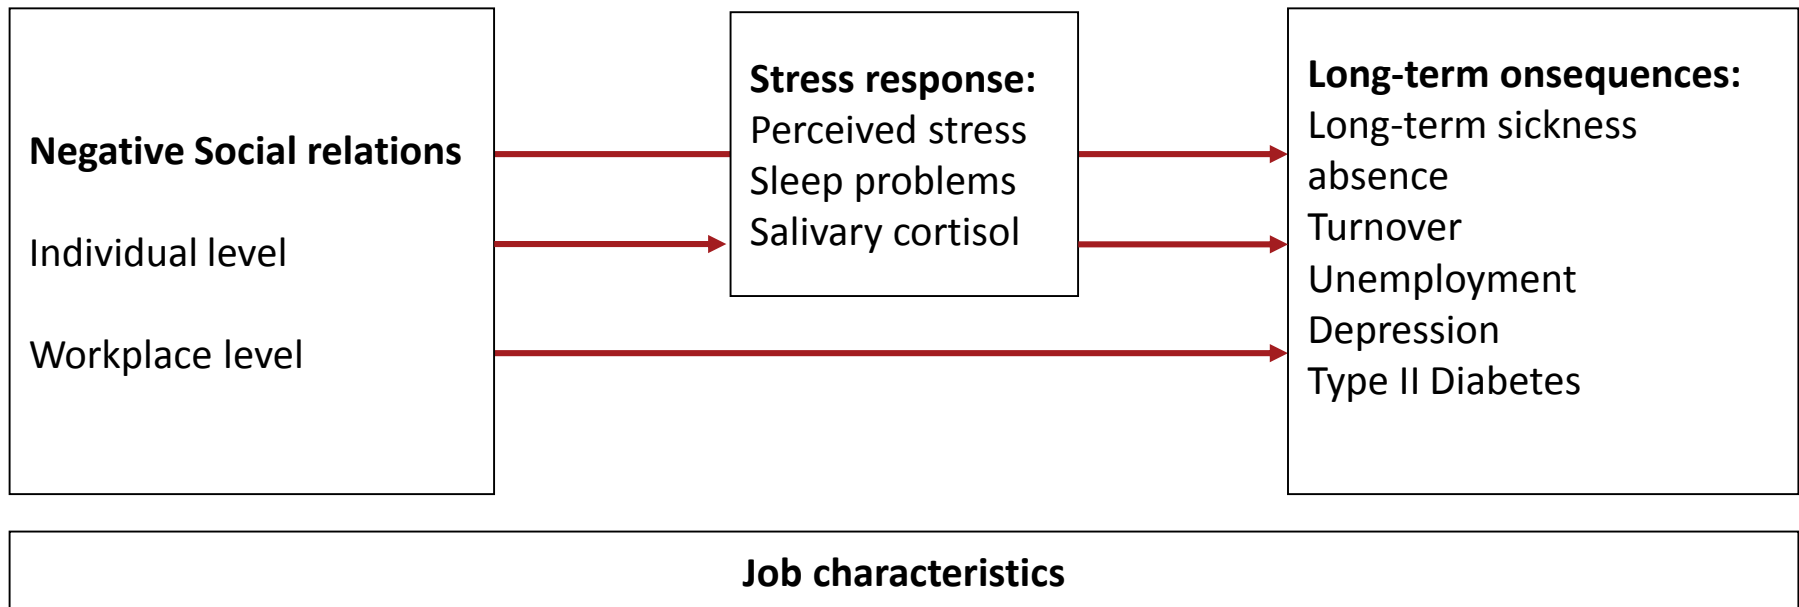 Negative Social relations
Individual level
Workplace level
Stress response:
Perceived stress
Sleep problems
Salivary cortisol
Long-term onsequences:
Long-term sickness
absence
Turnover
Unemployment
Depression
Type II Diabetes
Job characteristics